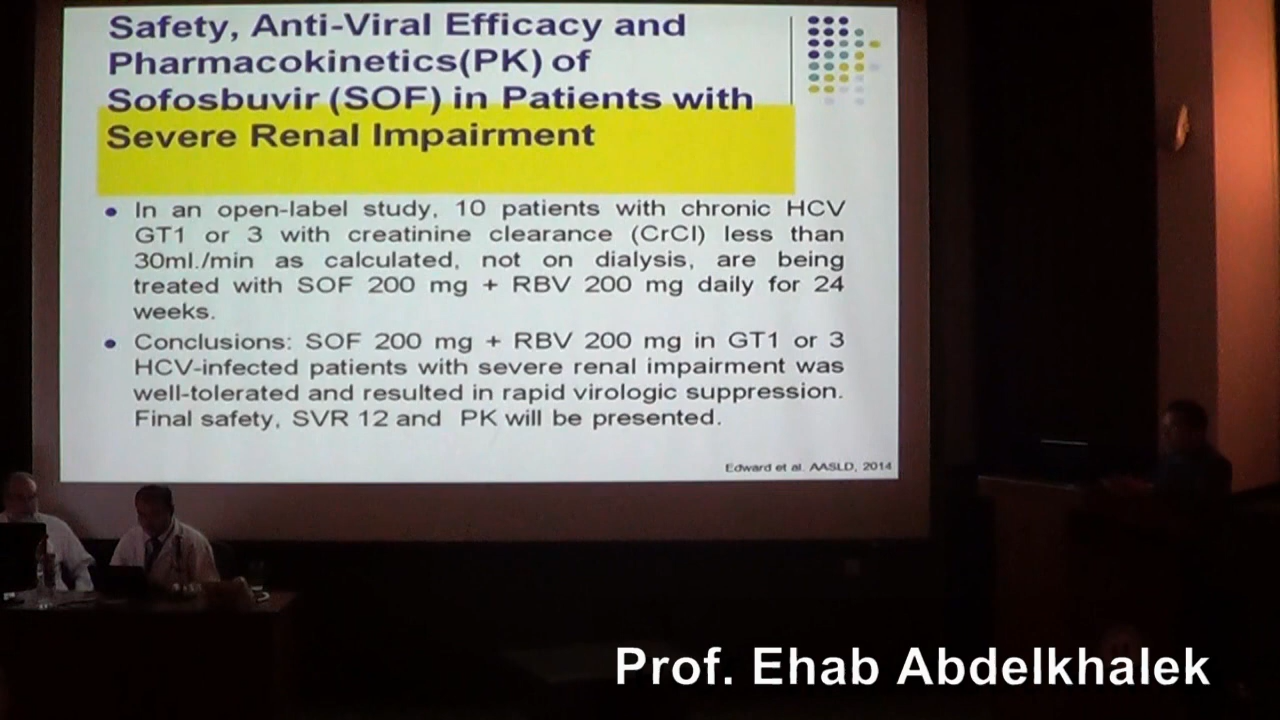 Safety, Anti-Viral Efficacy and
Pharmacokinetics(PK) of
Sofosbuvir (SOF) in Patients with
Severe Renal Impairment
• In an open-label study, 10 patients with chronic HCV
GT1 or 3 with creatinine clearance (CrCl) less than
30ml./min as calculated, not on dialysis, are being
treated with SOF 200 mg + RBV 200 mg daily for 24
weeks.
• Conclusions: SOF 200 mg + RBV 200 mg in GT1 or 3
HCV-infected patients with severe renal impairment was
well-tolerated and resulted in rapid virologic suppression.
Final safety, SVR 12 and PK will be presented.
Edward et al. AASLD, 2014
Prof. Ehab Abdelkhalek